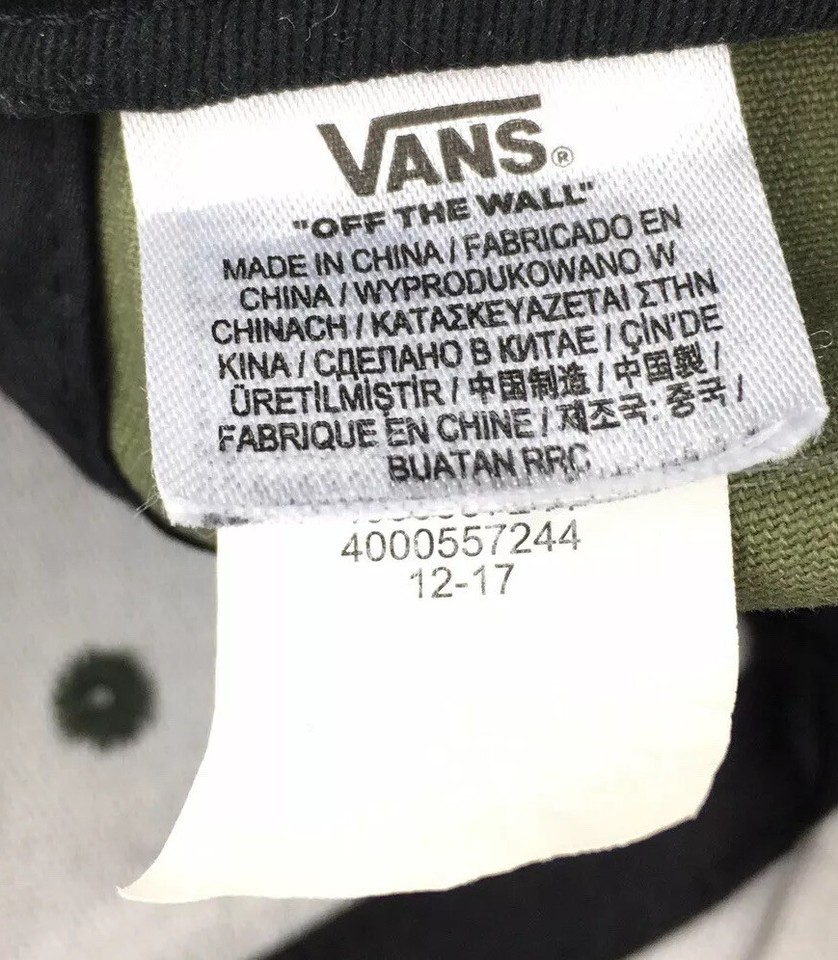 VANS®
"OFF THE WALL"
MADE IN CHINA / FABRICADO EN
CHINA / WYPRODUKOWANO W
CHINACH / ΚΑΤΑΣΚΕΥΑΖΕΤΑΙ ΣΤΗΝ
ΚΙΝΑ / СДЕЛАНО В КИТАЕ / ÇİN'DE
ÜRETİLMİŞTİR / 中国制造 / 中国製 /
FABRIQUE EN CHINE / 제조국: 중국 /
BUATAN RRC
4000557244
12-17